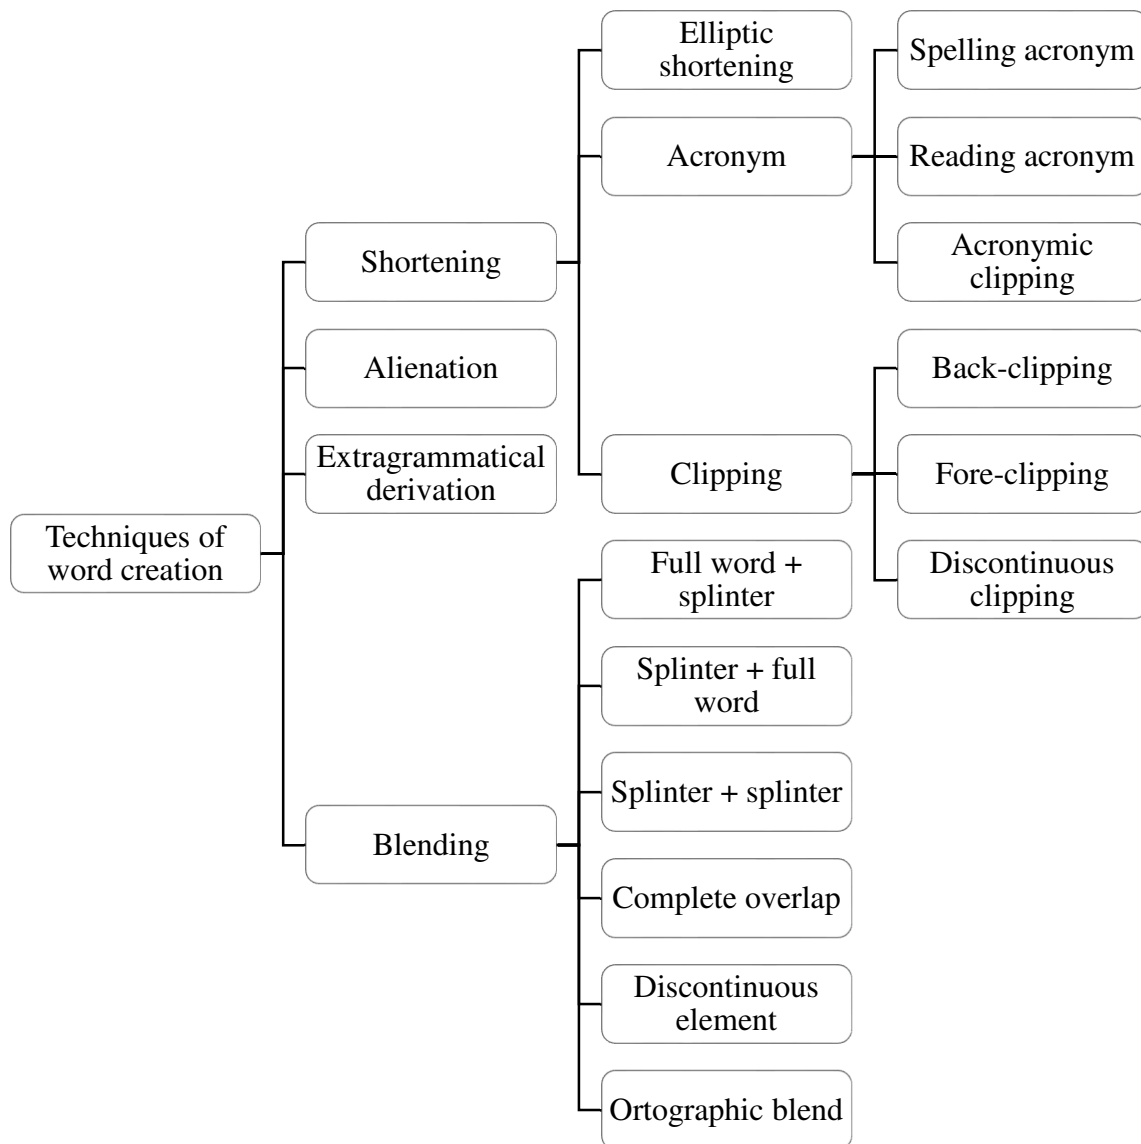 Elliptic
shortening
Spelling acronym
Acronym
Reading acronym
Shortening
Acronymic
clipping
Alienation
Back-clipping
Extragrammatical
derivation
Clipping
Fore-clipping
Techniques of
word creation
Full word +
splinter
Discontinuous
clipping
Splinter + full
word
Splinter + splinter
Blending
Complete overlap
Discontinuous
element
Ortographic blend